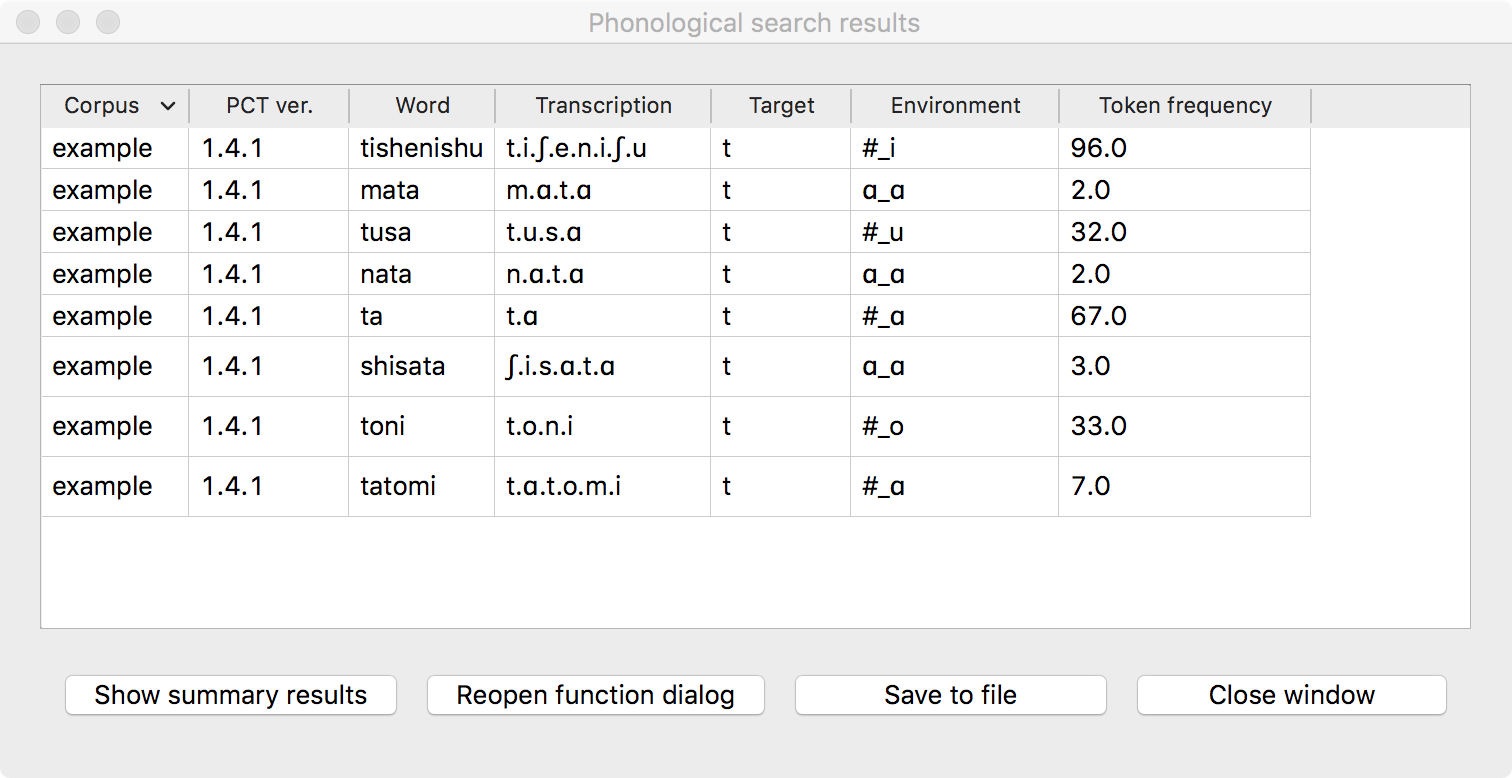 Phonological search results
Corpus PCT ver. Word Transcription Target Environment Token frequency
example 1.4.1 tishenishu t.i.ʃ.e.n.i.ʃ.u t #_i 96.0
example 1.4.1 mata m.ɑ.t.ɑ t ɑ_ɑ 2.0
example 1.4.1 tusa t.u.s.ɑ t #_u 32.0
example 1.4.1 nata n.ɑ.t.ɑ t ɑ_ɑ 2.0
example 1.4.1 ta t.ɑ t #_ɑ 67.0
example 1.4.1 shisata ʃ.i.s.ɑ.t.ɑ t ɑ_ɑ 3.0
example 1.4.1 toni t.o.n.i t #_o 33.0
example 1.4.1 tatomi t.ɑ.t.o.m.i t #_ɑ 7.0
Show summary results Reopen function dialog Save to file Close window